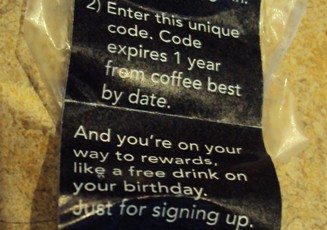 in.
2) Enter this unique
code. Code
expires 1 year
from coffee best
by date.
And you're on your
way to rewards,
like a free drink on
your birthday.
Just for signing up.